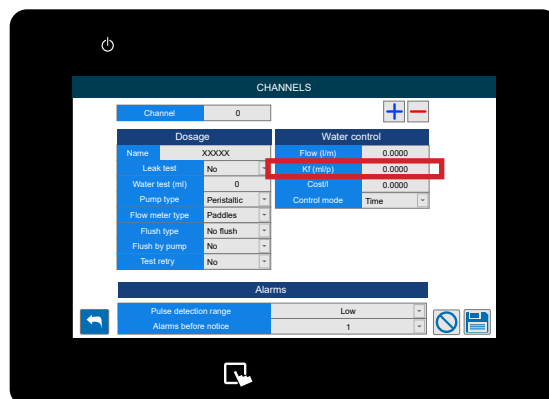 CHANNELS
Channel 0
Dosage
Name XXXXX
Leak test No
Water test (ml) 0
Pump type Peristaltic
Flow meter type Paddles
Flush type No flush
Flush by pump No
Test retry No
Water control
Flow (l/m) 0.0000
Kf (ml/p) 0.0000
Cost/l 0.0000
Control mode Time
Alarms
Pulse detection range Low
Alarms before notice 1